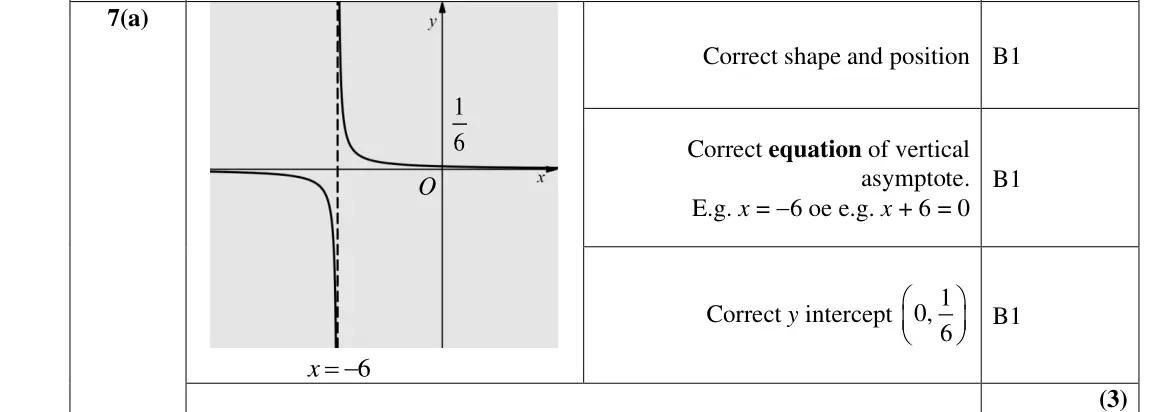 7(a)
y
1
6
O
x
x = −6
Correct shape and position
B1
Correct equation of vertical
asymptote.
E.g. x = −6 oe e.g. x + 6 = 0
B1
Correct y intercept (0, 1/6)
B1
(3)